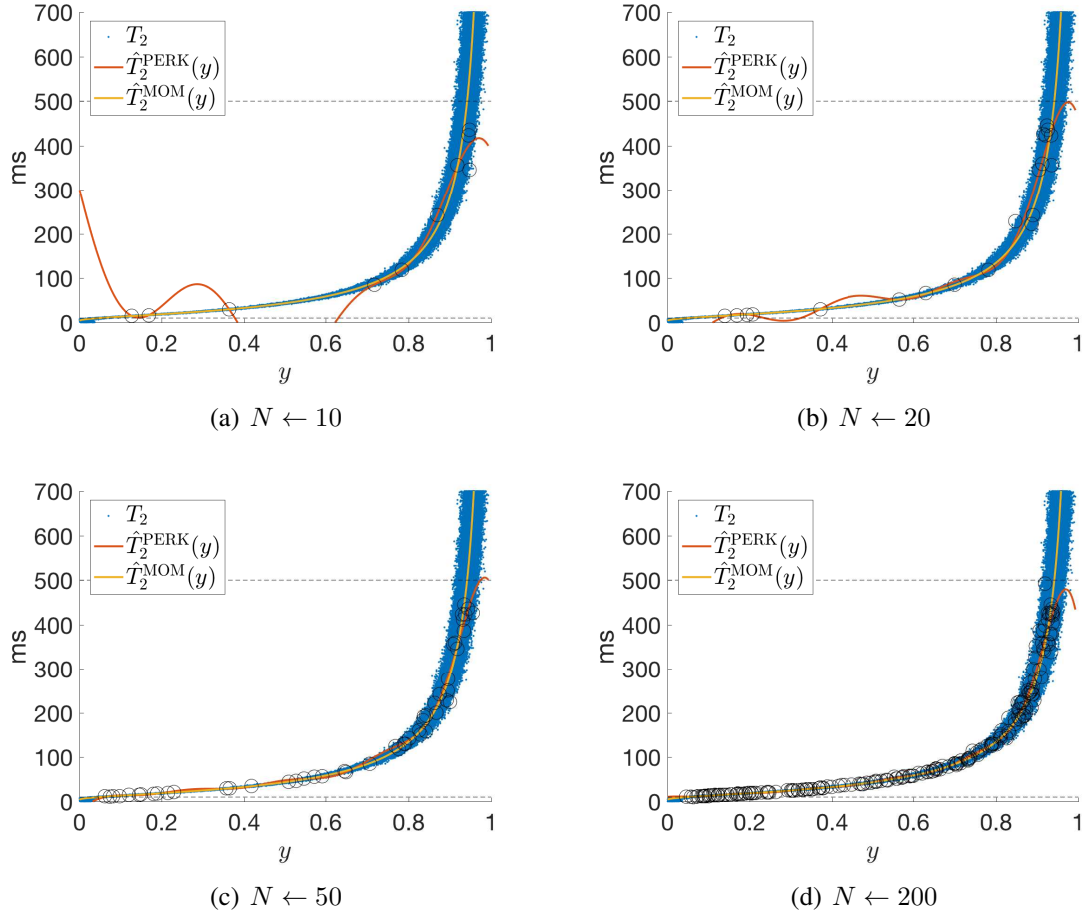 700
600
500
400
300
200
100
0
ms
0
0.2
0.4
0.6
0.8
1
y
T₂
T̂₂ᴾᴱᴿᴷ(y)
T̂₂ᴹᴼᴹ(y)
(a) N ← 10
700
600
500
400
300
200
100
0
ms
0
0.2
0.4
0.6
0.8
1
y
T₂
T̂₂ᴾᴱᴿᴷ(y)
T̂₂ᴹᴼᴹ(y)
(b) N ← 20
700
600
500
400
300
200
100
0
ms
0
0.2
0.4
0.6
0.8
1
y
T₂
T̂₂ᴾᴱᴿᴷ(y)
T̂₂ᴹᴼᴹ(y)
(c) N ← 50
700
600
500
400
300
200
100
0
ms
0
0.2
0.4
0.6
0.8
1
y
T₂
T̂₂ᴾᴱᴿᴷ(y)
T̂₂ᴹᴼᴹ(y)
(d) N ← 200